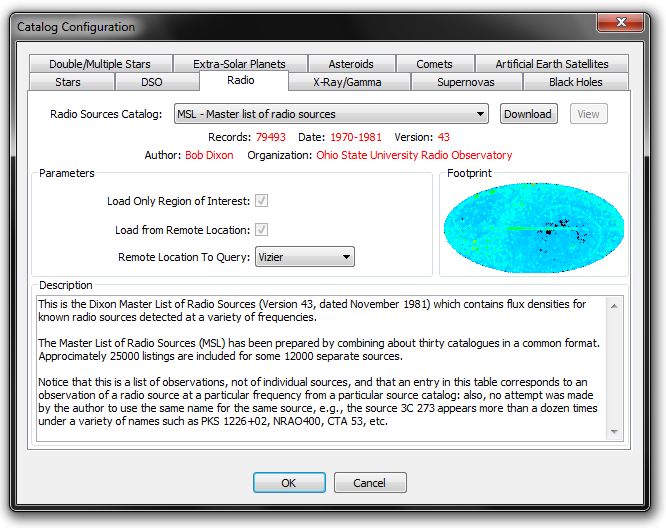 Catalog Configuration
Double/Multiple Stars Extra-Solar Planets Asteroids Comets Artificial Earth Satellites
Stars DSO Radio X-Ray/Gamma Supernovas Black Holes
Radio Sources Catalog: MSL - Master list of radio sources Download View
Records: 79493 Date: 1970-1981 Version: 43
Author: Bob Dixon Organization: Ohio State University Radio Observatory
Parameters Footprint
Load Only Region of Interest:
Load from Remote Location:
Remote Location To Query: Vizier
Description
This is the Dixon Master List of Radio Sources (Version 43, dated November 1981) which contains flux densities for
known radio sources detected at a variety of frequencies.
The Master List of Radio Sources (MSL) has been prepared by combining about thirty catalogues in a common format.
Approcimately 25000 listings are included for some 12000 separate sources.
Notice that this is a list of observations, not of individual sources, and that an entry in this table corresponds to an
observation of a radio source at a particular frequency from a particular source catalog: also, no attempt was made
by the author to use the same name for the same source, e.g., the source 3C 273 appears more than a dozen times
under a variety of names such as PKS 1226+02, NRAO400, CTA 53, etc.
OK Cancel